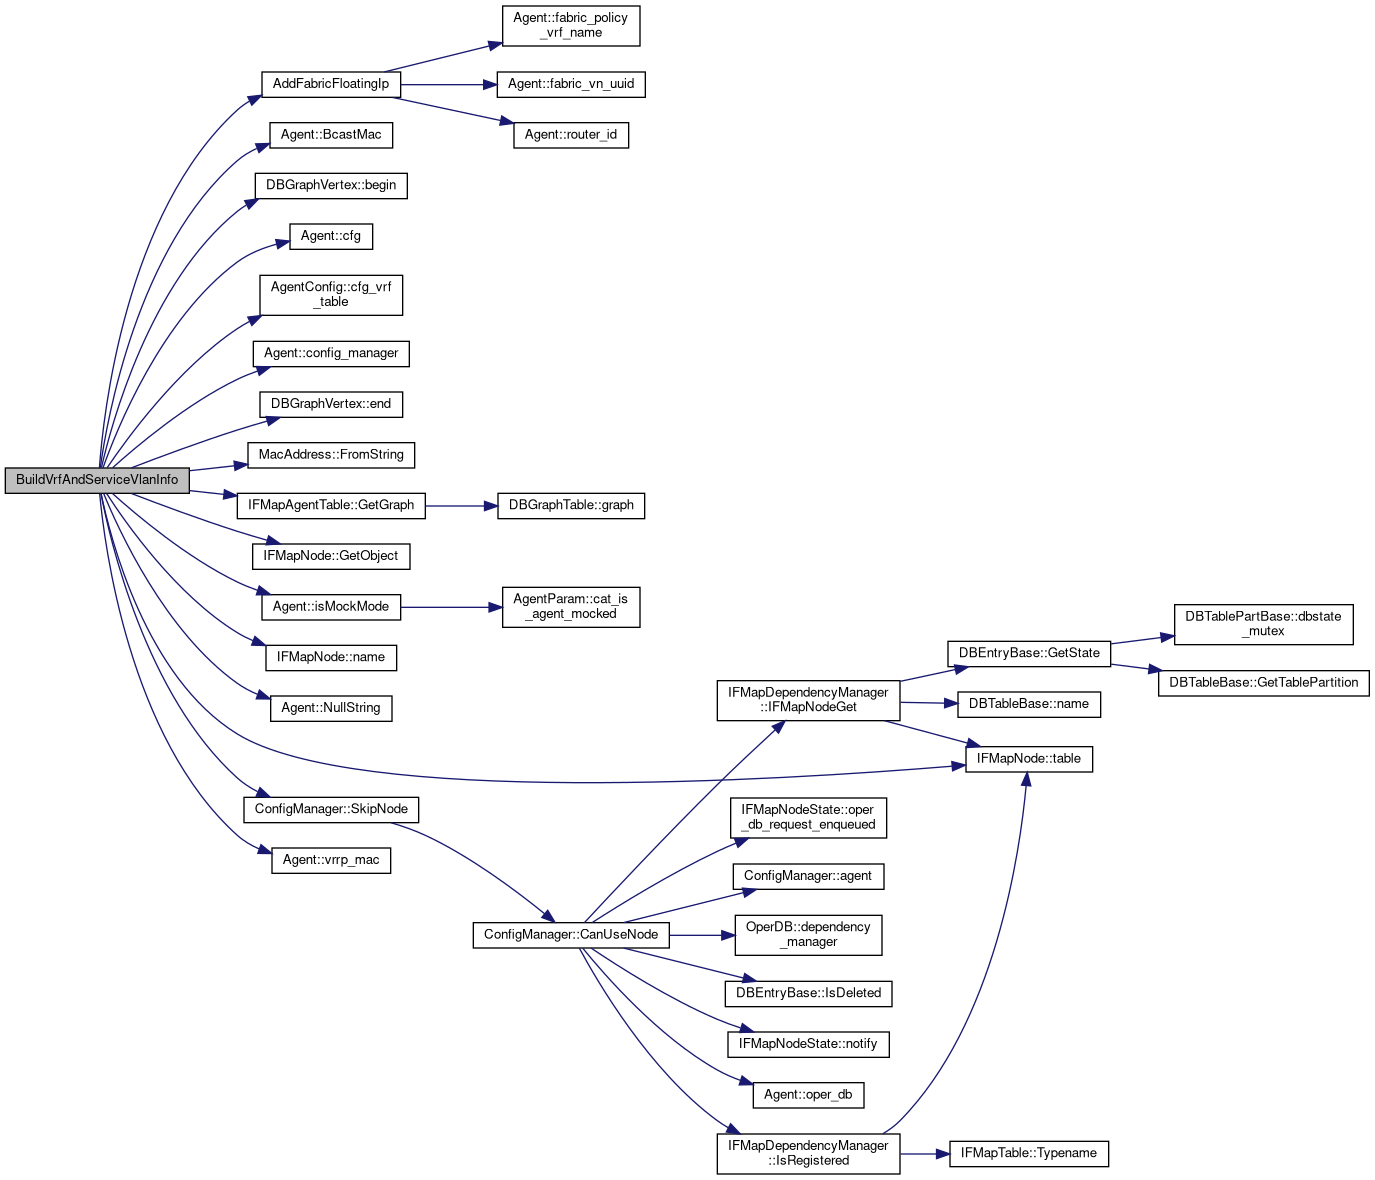 BuildVrfAndServiceVlanInfo
AddFabricFloatingIp
Agent::fabric_policy
_vrf_name
Agent::fabric_vn_uuid
Agent::router_id
Agent::BcastMac
DBGraphVertex::begin
Agent::cfg
AgentConfig::cfg_vrf
_table
Agent::config_manager
DBGraphVertex::end
MacAddress::FromString
IFMapAgentTable::GetGraph
DBGraphTable::graph
IFMapNode::GetObject
Agent::isMockMode
AgentParam::cat_is
_agent_mocked
IFMapNode::name
Agent::NullString
IFMapNode::table
ConfigManager::SkipNode
Agent::vrrp_mac
ConfigManager::CanUseNode
IFMapDependencyManager
::IFMapNodeGet
DBEntryBase::GetState
DBTablePartBase::dbstate
_mutex
DBTableBase::GetTablePartition
DBTableBase::name
IFMapNodeState::oper
_db_request_enqueued
ConfigManager::agent
OperDB::dependency
_manager
DBEntryBase::IsDeleted
IFMapNodeState::notify
Agent::oper_db
IFMapDependencyManager
::IsRegistered
IFMapTable::Typename